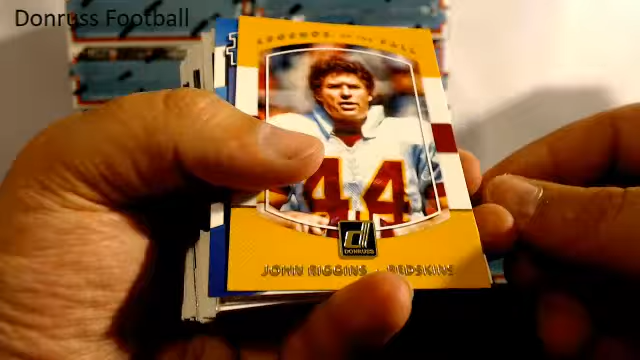 Donruss Football
LEGENDS OF THE FALL
44
DONRUSS
JOHN RIGGINS - REDSKINS